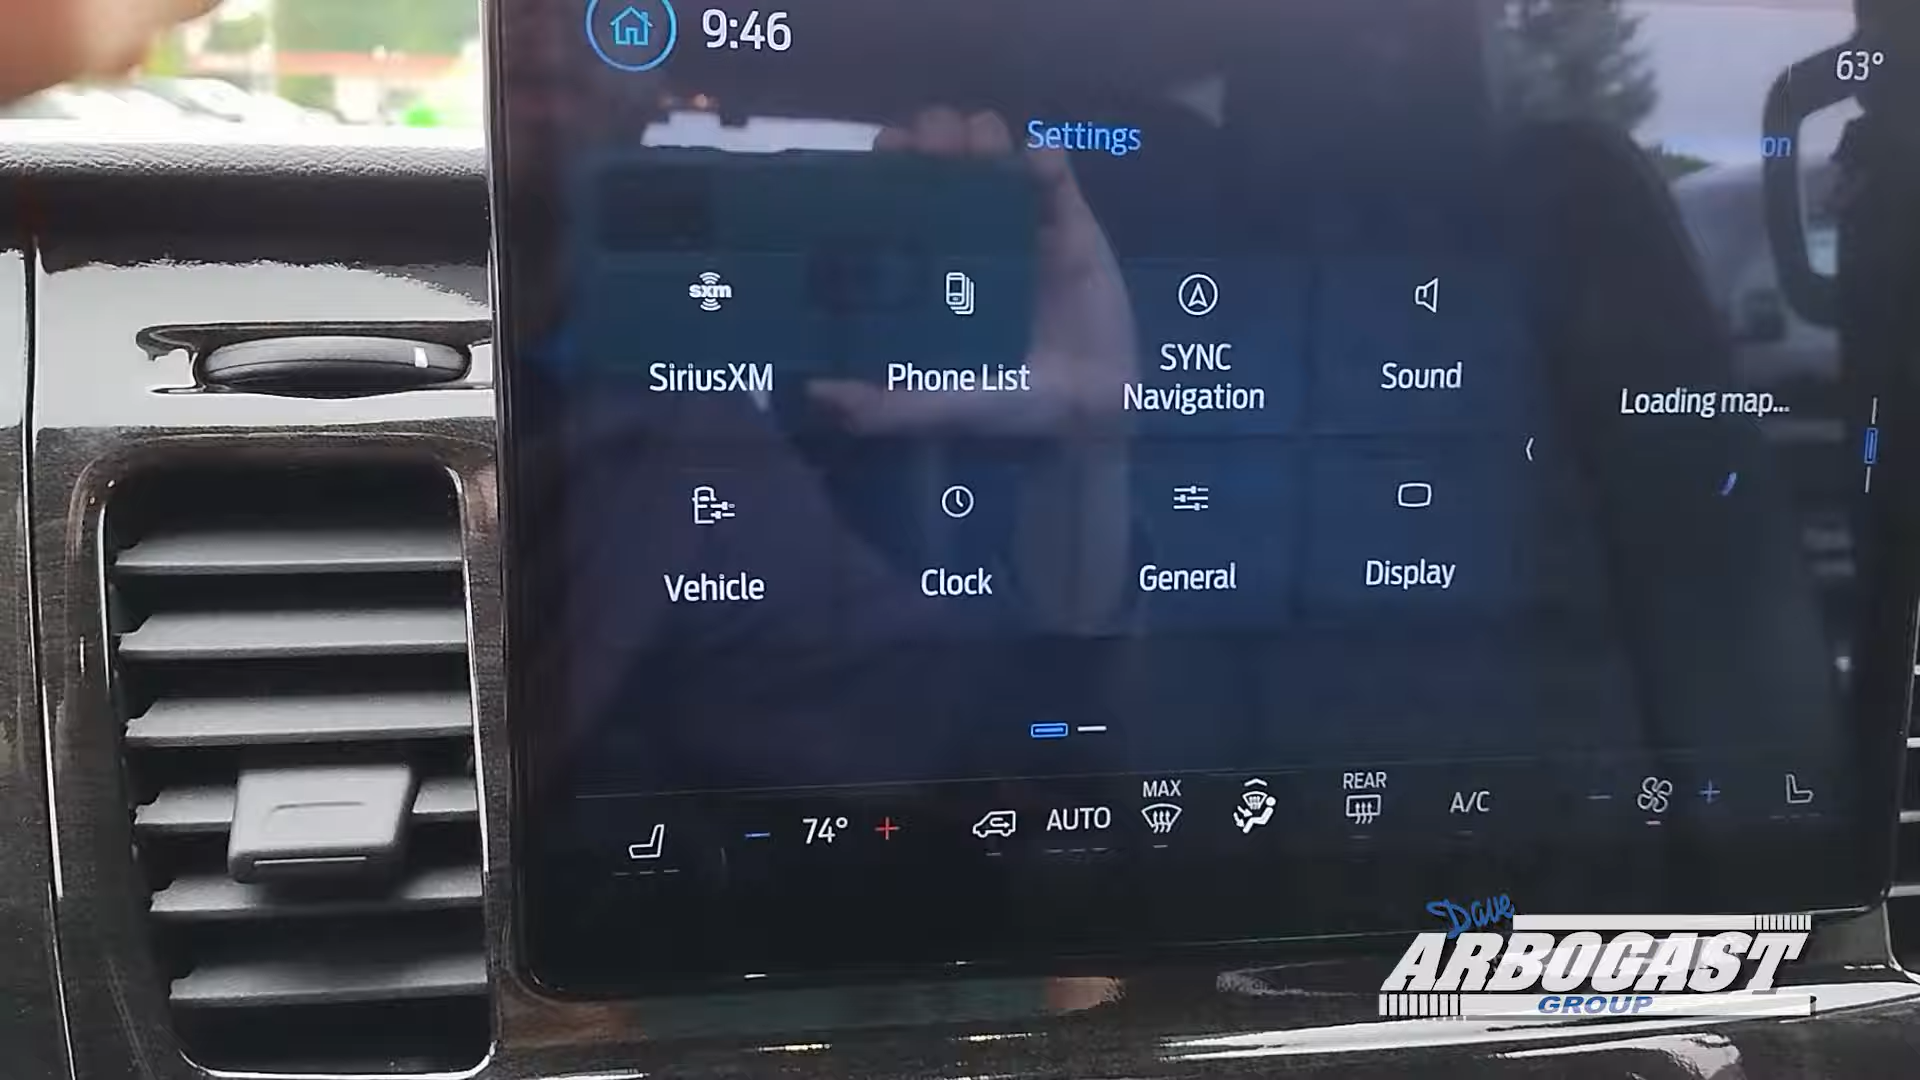 9:46
63°
Settings
on
sxm
SiriusXM
Phone List
SYNC
Navigation
Sound
Loading map...
Vehicle
Clock
General
Display
74°
AUTO
MAX
REAR
A/C
Dave
ARBOGAST
GROUP